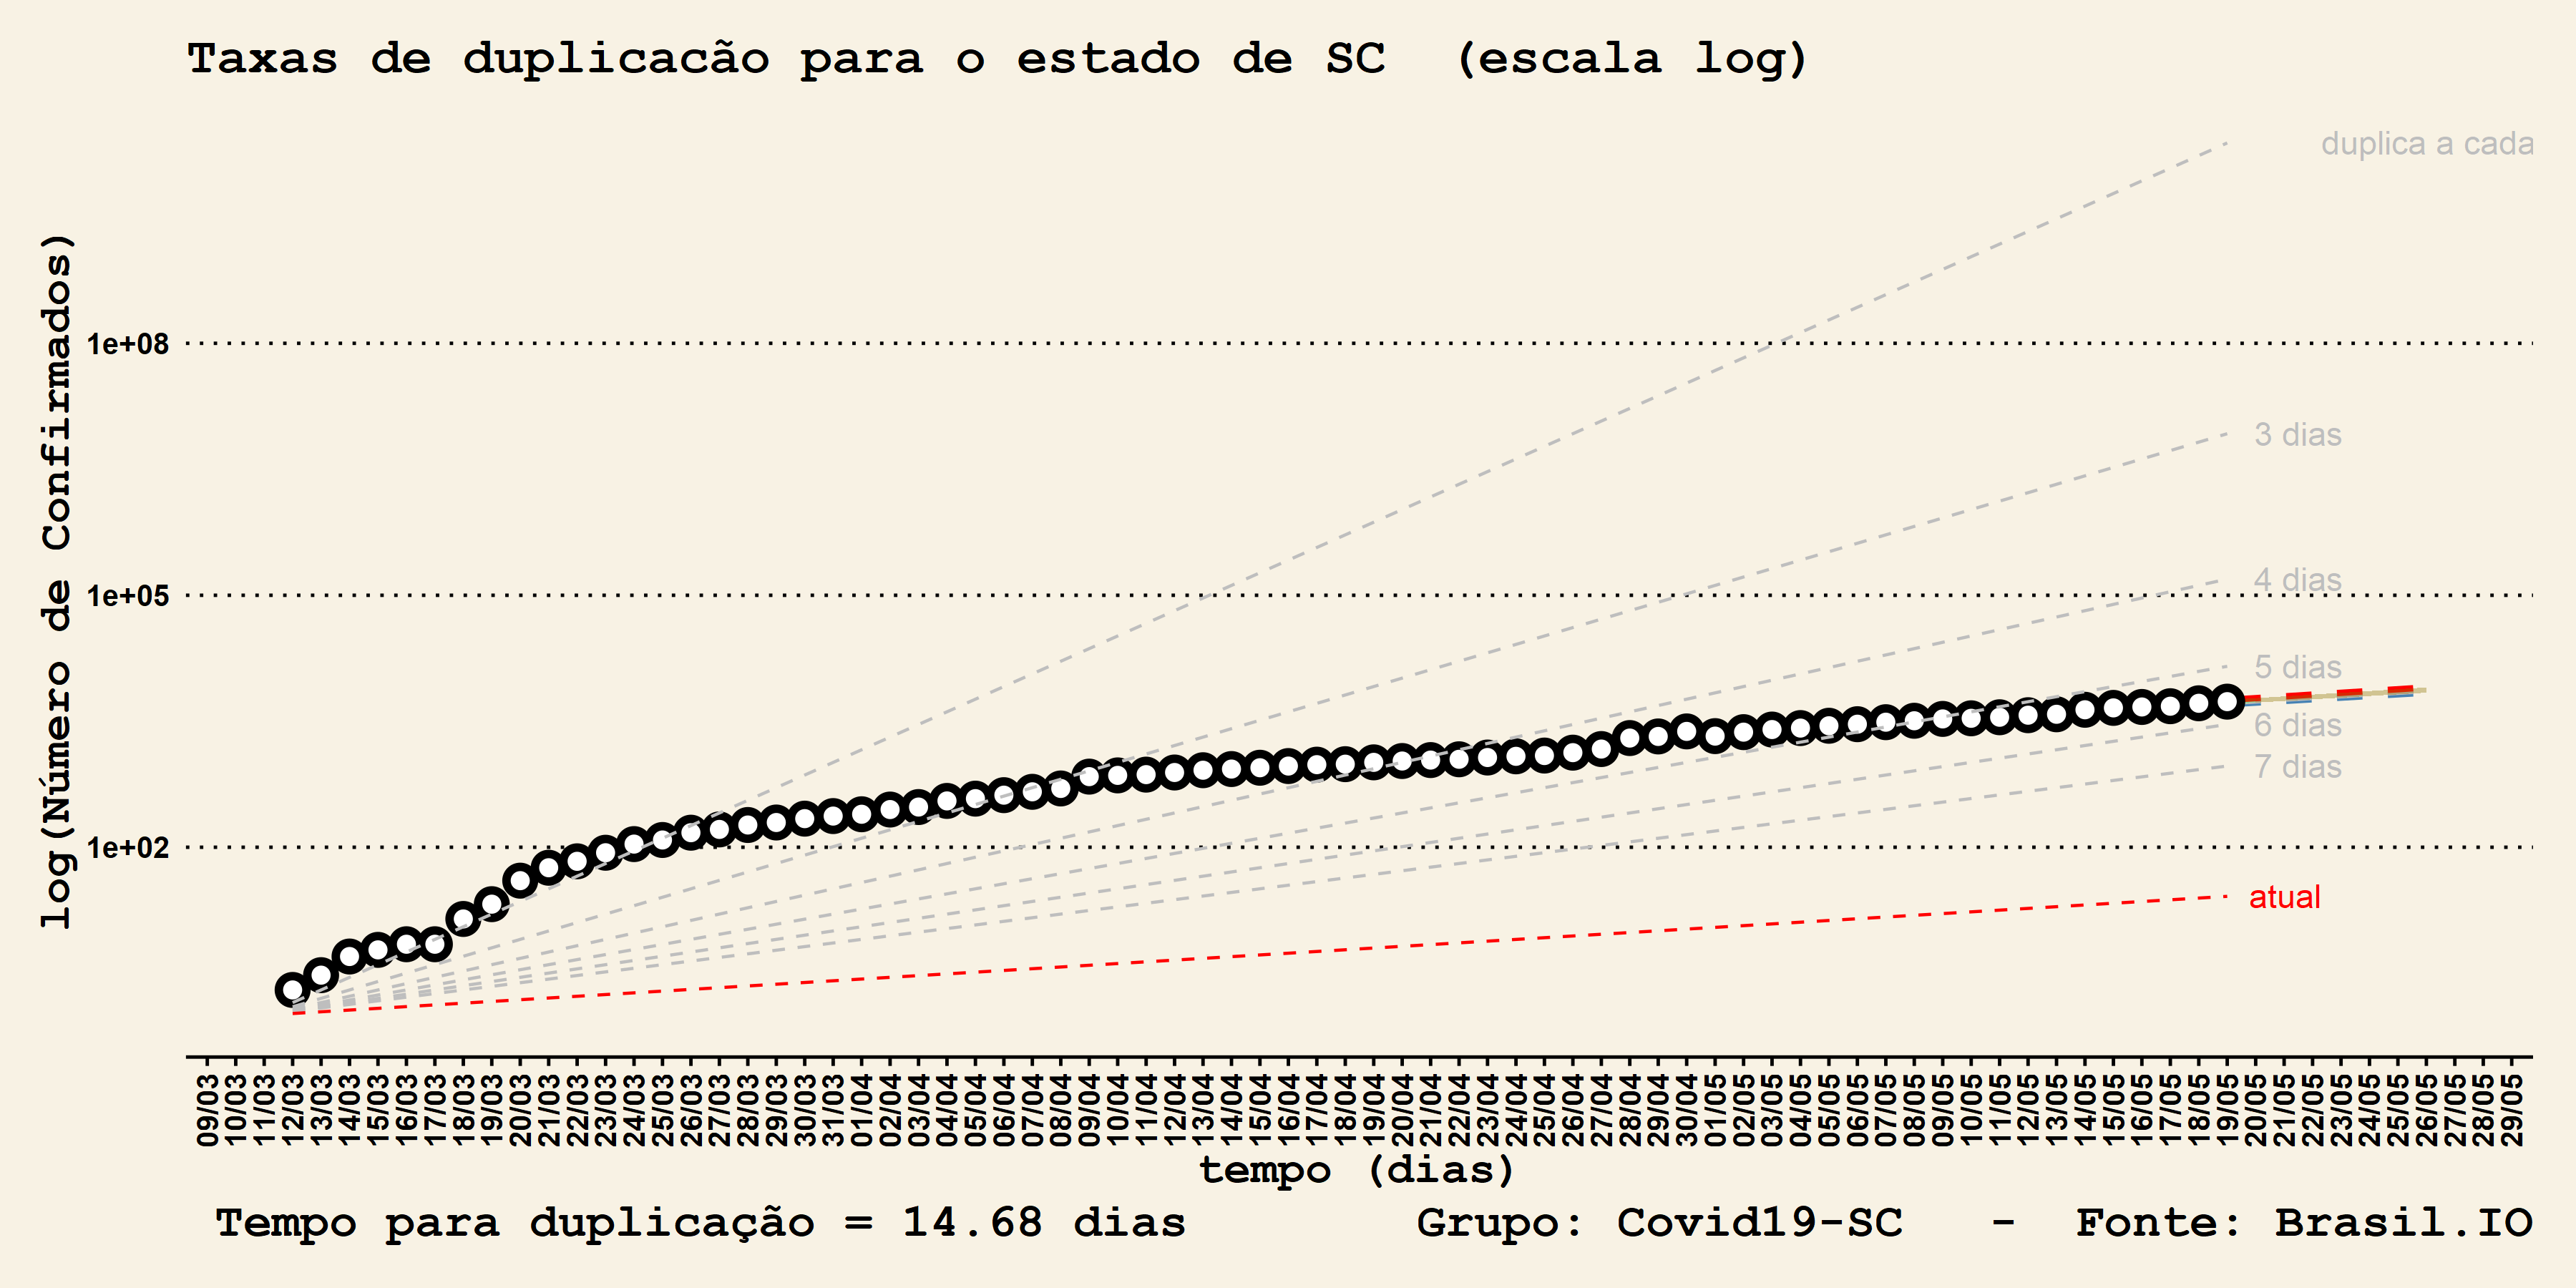 Taxas de duplicacão para o estado de SC  (escala log)
duplica a cada
log(Número de Confirmados)
1e+08
3 dias
1e+05
4 dias
5 dias
6 dias
7 dias
1e+02
atual
09/03 10/03 11/03 12/03 13/03 14/03 15/03 16/03 17/03 18/03 19/03 20/03 21/03 22/03 23/03 24/03 25/03 26/03 27/03 28/03 29/03 30/03 31/03 01/04 02/04 03/04 04/04 05/04 06/04 07/04 08/04 09/04 10/04 11/04 12/04 13/04 14/04 15/04 16/04 17/04 18/04 19/04 20/04 21/04 22/04 23/04 24/04 25/04 26/04 27/04 28/04 29/04 30/04 01/05 02/05 03/05 04/05 05/05 06/05 07/05 08/05 09/05 10/05 11/05 12/05 13/05 14/05 15/05 16/05 17/05 18/05 19/05 20/05 21/05 22/05 23/05 24/05 25/05 26/05 27/05 28/05 29/05
tempo (dias)
Tempo para duplicação = 14.68 dias        Grupo: Covid19-SC   -  Fonte: Brasil.IO